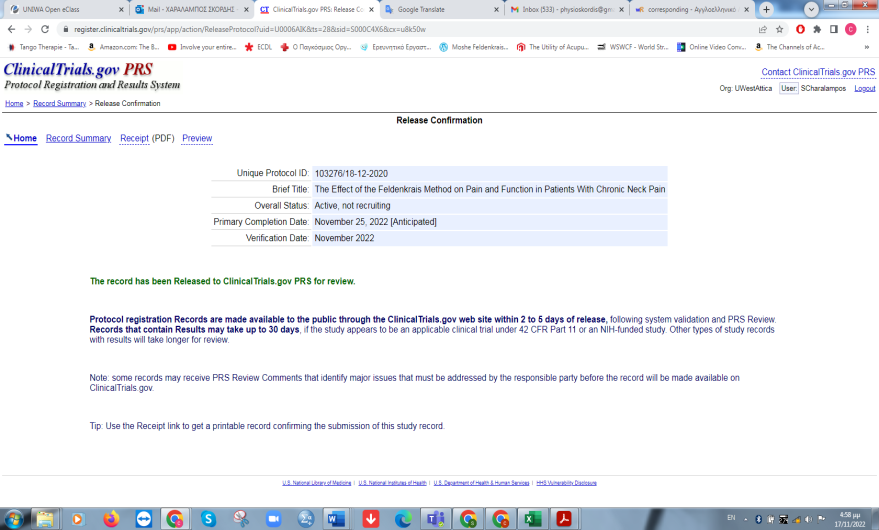 UNIWA Open eClass
Mail - ΧΑΡΑΛΑΜΠΟΣ ΣΚΟΡΔΗΣ -
ClinicalTrials.gov PRS: Release Co
Google Translate
Inbox (533) - physioskordis@gm
corresponding - Αγγλοελληνικό
register.clinicaltrials.gov/prs/app/action/ReleaseProtocol?uid=U0006AIK&ts=28&sid=S000C4X6&cx=u8k50w
Tango Therapie - Ta...
Amazon.com: The B...
Involve your entire...
ECDL
Ο Παγκόσμιος Οργ...
Ερευνητικό Εργαστ...
Moshe Feldenkrais...
The Utility of Acupu...
WSWCF - World Str...
Online Video Conv...
The Channels of Ac...
ClinicalTrials.gov PRS
Protocol Registration and Results System
Contact ClinicalTrials.gov PRS
Org: UWestAttica User: SCharalampos Logout
Home > Record Summary > Release Confirmation
Release Confirmation
Home Record Summary Receipt (PDF) Preview
Unique Protocol ID: 103276/18-12-2020
Brief Title: The Effect of the Feldenkrais Method on Pain and Function in Patients With Chronic Neck Pain
Overall Status: Active, not recruiting
Primary Completion Date: November 25, 2022 [Anticipated]
Verification Date: November 2022
The record has been Released to ClinicalTrials.gov PRS for review.
Protocol registration Records are made available to the public through the ClinicalTrials.gov web site within 2 to 5 days of release, following system validation and PRS Review.
Records that contain Results may take up to 30 days, if the study appears to be an applicable clinical trial under 42 CFR Part 11 or an NIH-funded study. Other types of study records
with results will take longer for review.
Note: some records may receive PRS Review Comments that identify major issues that must be addressed by the responsible party before the record will be made available on
ClinicalTrials.gov.
Tip: Use the Receipt link to get a printable record confirming the submission of this study record.
U.S. National Library of Medicine | U.S. National Institutes of Health | U.S. Department of Health & Human Services | HHS Vulnerability Disclosure
EN
4:58 μμ
17/11/2022